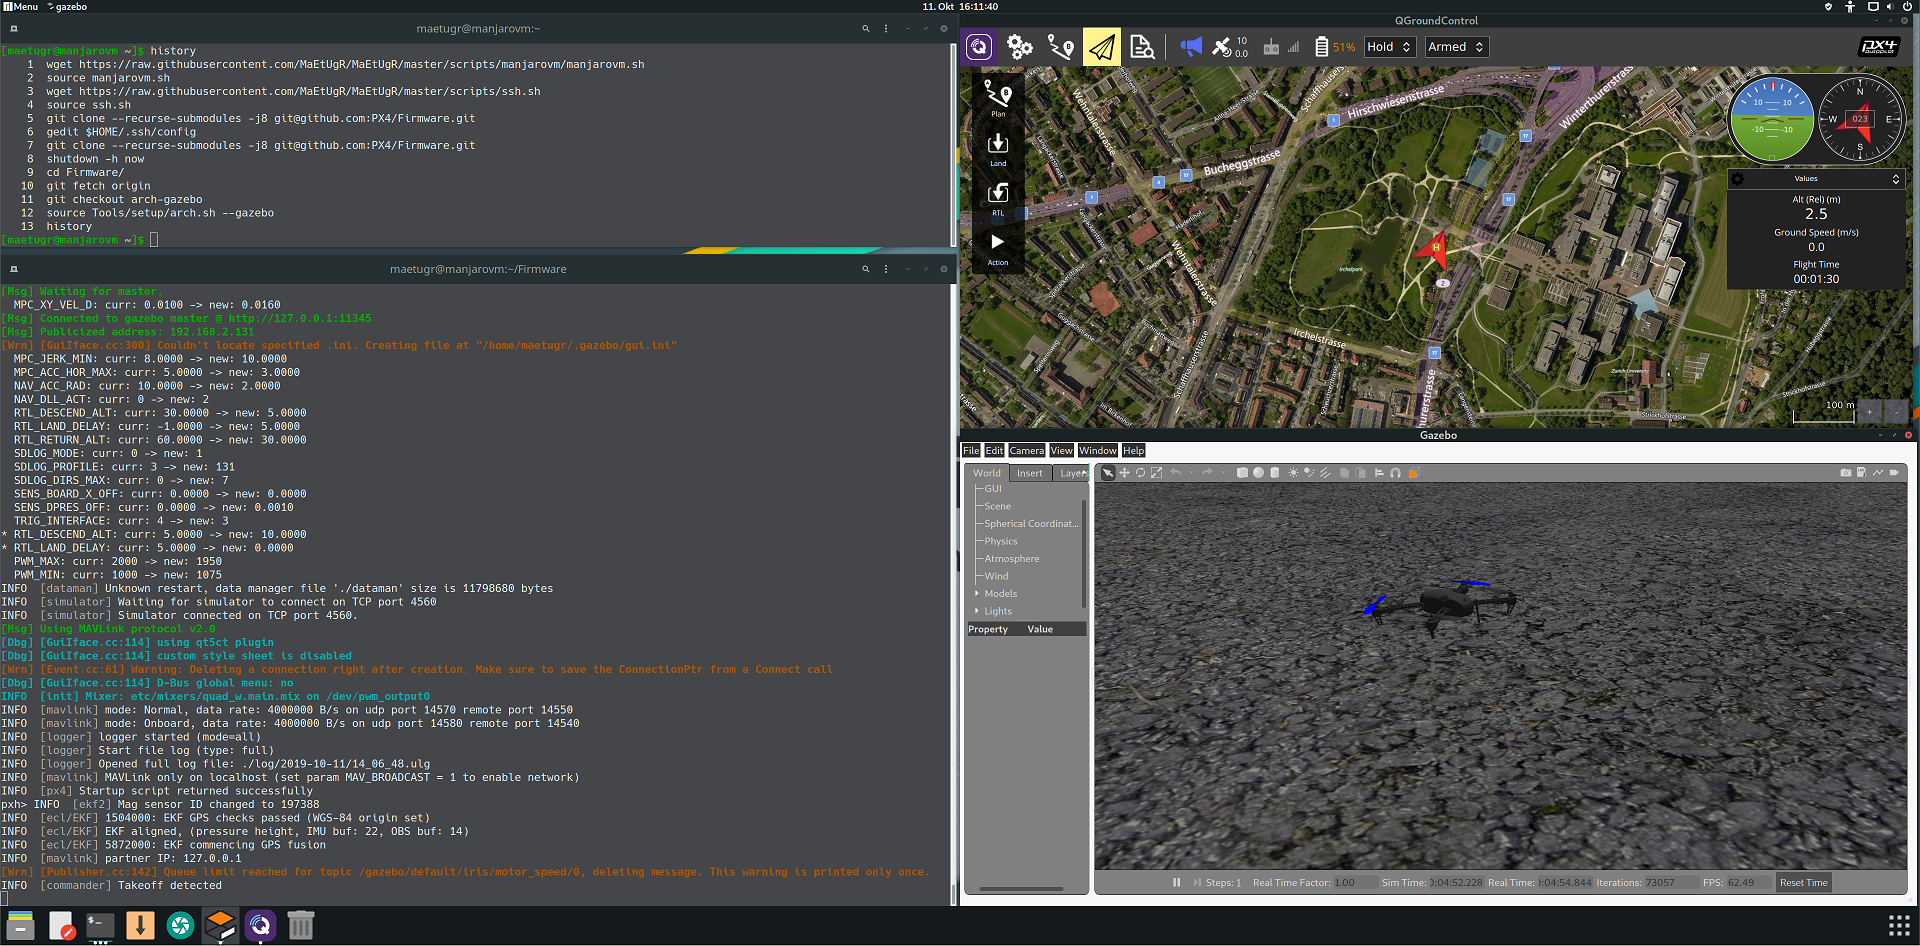 Menu gazebo 11. Okt 16:11:40
maetugr@manjarovm:~
[maetugr@manjarovm ~]$ history
1 wget https://raw.githubusercontent.com/MaEtUgR/MaEtUgR/master/scripts/manjarovm/manjarovm.sh
2 source manjarovm.sh
3 wget https://raw.githubusercontent.com/MaEtUgR/MaEtUgR/master/scripts/ssh.sh
4 source ssh.sh
5 git clone --recurse-submodules -j8 git@github.com:PX4/Firmware.git
6 gedit $HOME/.ssh/config
7 git clone --recurse-submodules -j8 git@github.com:PX4/Firmware.git
8 shutdown -h now
9 cd Firmware/
10 git fetch origin
11 git checkout arch-gazebo
12 source Tools/setup/arch.sh --gazebo
13 history
[maetugr@manjarovm ~]$
maetugr@manjarovm:~/Firmware
[Msg] Waiting for master.
MPC_XY_VEL_D: curr: 0.0100 -> new: 0.0160
[Msg] Connected to gazebo master @ http://127.0.0.1:11345
[Msg] Publicized address: 192.168.2.131
[Wrn] [GuiIface.cc:300] Couldn't locate specified .ini. Creating file at "/home/maetugr/.gazebo/gui.ini"
MPC_JERK_MIN: curr: 8.0000 -> new: 10.0000
MPC_ACC_HOR_MAX: curr: 5.0000 -> new: 3.0000
NAV_ACC_RAD: curr: 10.0000 -> new: 2.0000
NAV_DLL_ACT: curr: 0 -> new: 2
RTL_DESCEND_ALT: curr: 30.0000 -> new: 5.0000
RTL_LAND_DELAY: curr: -1.0000 -> new: 5.0000
RTL_RETURN_ALT: curr: 60.0000 -> new: 30.0000
SDLOG_MODE: curr: 0 -> new: 1
SDLOG_PROFILE: curr: 3 -> new: 131
SDLOG_DIRS_MAX: curr: 0 -> new: 7
SENS_BOARD_X_OFF: curr: 0.0000 -> new: 0.0000
SENS_DPRES_OFF: curr: 0.0000 -> new: 0.0010
TRIG_INTERFACE: curr: 4 -> new: 3
* RTL_DESCEND_ALT: curr: 5.0000 -> new: 10.0000
* RTL_LAND_DELAY: curr: 5.0000 -> new: 0.0000
PWM_MAX: curr: 2000 -> new: 1950
PWM_MIN: curr: 1000 -> new: 1075
INFO [dataman] Unknown restart, data manager file './dataman' size is 11798680 bytes
INFO [simulator] Waiting for simulator to connect on TCP port 4560
INFO [simulator] Simulator connected on TCP port 4560.
[Msg] Using MAVLink protocol v2.0
[Dbg] [GuiIface.cc:114] using qt5ct plugin
[Dbg] [GuiIface.cc:114] custom style sheet is disabled
[Wrn] [Event.cc:61] Warning: Deleting a connection right after creation. Make sure to save the ConnectionPtr from a Connect call
[Dbg] [GuiIface.cc:114] D-Bus global menu: no
INFO [init] Mixer: etc/mixers/quad_w.main.mix on /dev/pwm_output0
INFO [mavlink] mode: Normal, data rate: 4000000 B/s on udp port 14570 remote port 14550
INFO [mavlink] mode: Onboard, data rate: 4000000 B/s on udp port 14580 remote port 14540
INFO [logger] logger started (mode=all)
INFO [logger] Start file log (type: full)
INFO [logger] Opened full log file: ./log/2019-10-11/14_06_48.ulg
INFO [mavlink] MAVLink only on localhost (set param MAV_BROADCAST = 1 to enable network)
INFO [px4] Startup script returned successfully
pxh> INFO [ekf2] Mag sensor ID changed to 197388
INFO [ecl/EKF] 1504000: EKF GPS checks passed (WGS-84 origin set)
INFO [ecl/EKF] EKF aligned, (pressure height, IMU buf: 22, OBS buf: 14)
INFO [ecl/EKF] 5872000: EKF commencing GPS fusion
INFO [mavlink] partner IP: 127.0.0.1
[Wrn] [Publisher.cc:142] Queue limit reached for topic /gazebo/default/iris/motor_speed/0, deleting message. This warning is printed only once.
INFO [commander] Takeoff detected
QGroundControl
10
0.0
51% Hold Armed
px4
autopilot
Plan
Land
RTL
Action
Wehntalerstrasse
Schaffhauserstrasse
Hirschwiesenstrasse
Winterthurerstrasse
Bucheggstrasse
Irchelpark
Irchelstrasse
Wehntalerstrasse
Schaffhauserstrasse
Zurich University
Strickhofstrasse
Strickhofstrasse
H
2
1
17
4
17
1
17
17
10 10
-10 -10
N
W 023 E
S
Values
Alt (Rel) (m)
2.5
Ground Speed (m/s)
0.0
Flight Time
00:01:30
100 m
+ -
Gazebo
File Edit Camera View Window Help
World Insert Layers
GUI
Scene
Spherical Coordinat...
Physics
Atmosphere
Wind
Models
Lights
Property Value
Steps: 1 Real Time Factor: 1.00 Sim Time: 0:04:52.228 Real Time: 0:04:54.844 Iterations: 73057 FPS: 62.49 Reset Time